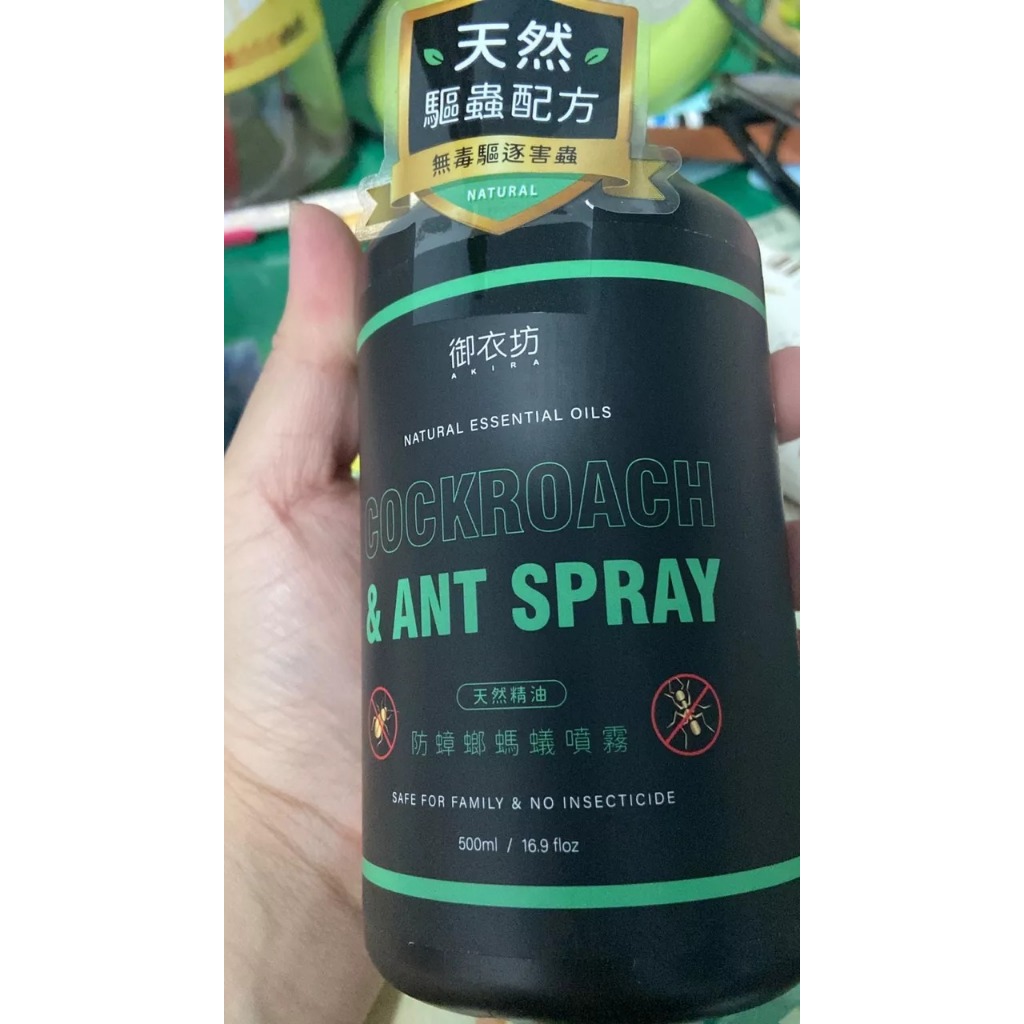 天然
驅蟲配方
無毒驅逐害蟲
NATURAL
御衣坊
AKIRA
NATURAL ESSENTIAL OILS
COCKROACH
& ANT SPRAY
天然精油
防蟑螂螞蟻噴霧
SAFE FOR FAMILY & NO INSECTICIDE
500ml / 16.9 floz